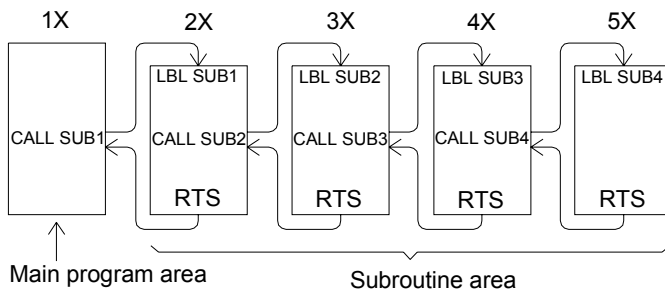 1X 2X 3X 4X 5X
LBL SUB1 LBL SUB2 LBL SUB3 LBL SUB4
CALL SUB1 CALL SUB2 CALL SUB3 CALL SUB4
RTS RTS RTS RTS
Main program area Subroutine area